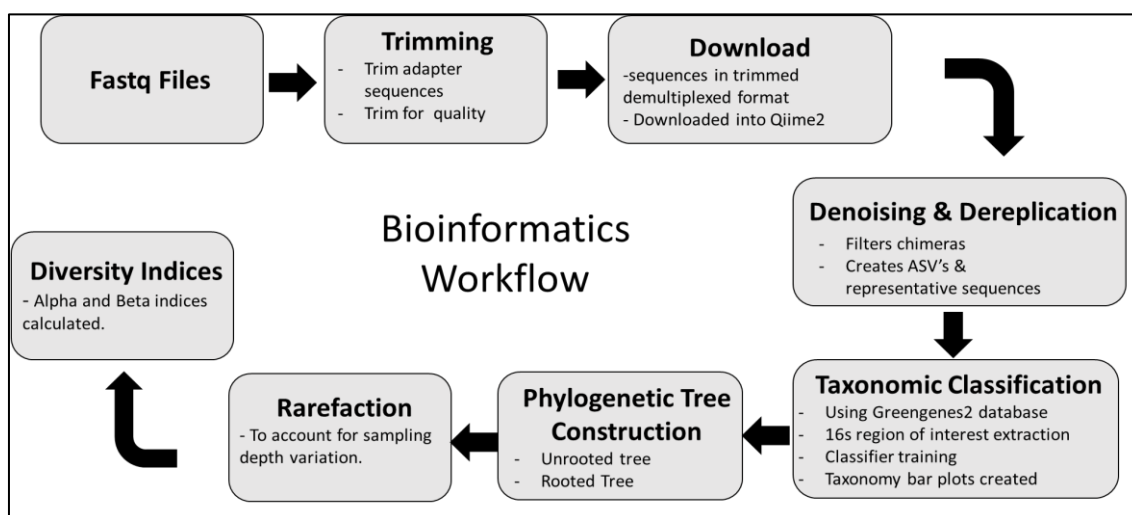 Fastq Files
Trimming
- Trim adapter
sequences
- Trim for quality
Download
-sequences in trimmed
demultiplexed format
- Downloaded into Qiime2
Denoising & Dereplication
- Filters chimeras
- Creates ASV's &
representative sequences
Bioinformatics
Workflow
Taxonomic Classification
- Using Greengenes2 database
- 16s region of interest extraction
- Classifier training
- Taxonomy bar plots created
Phylogenetic Tree
Construction
- Unrooted tree
- Rooted Tree
Rarefaction
- To account for sampling
depth variation.
Diversity Indices
- Alpha and Beta indices
calculated.